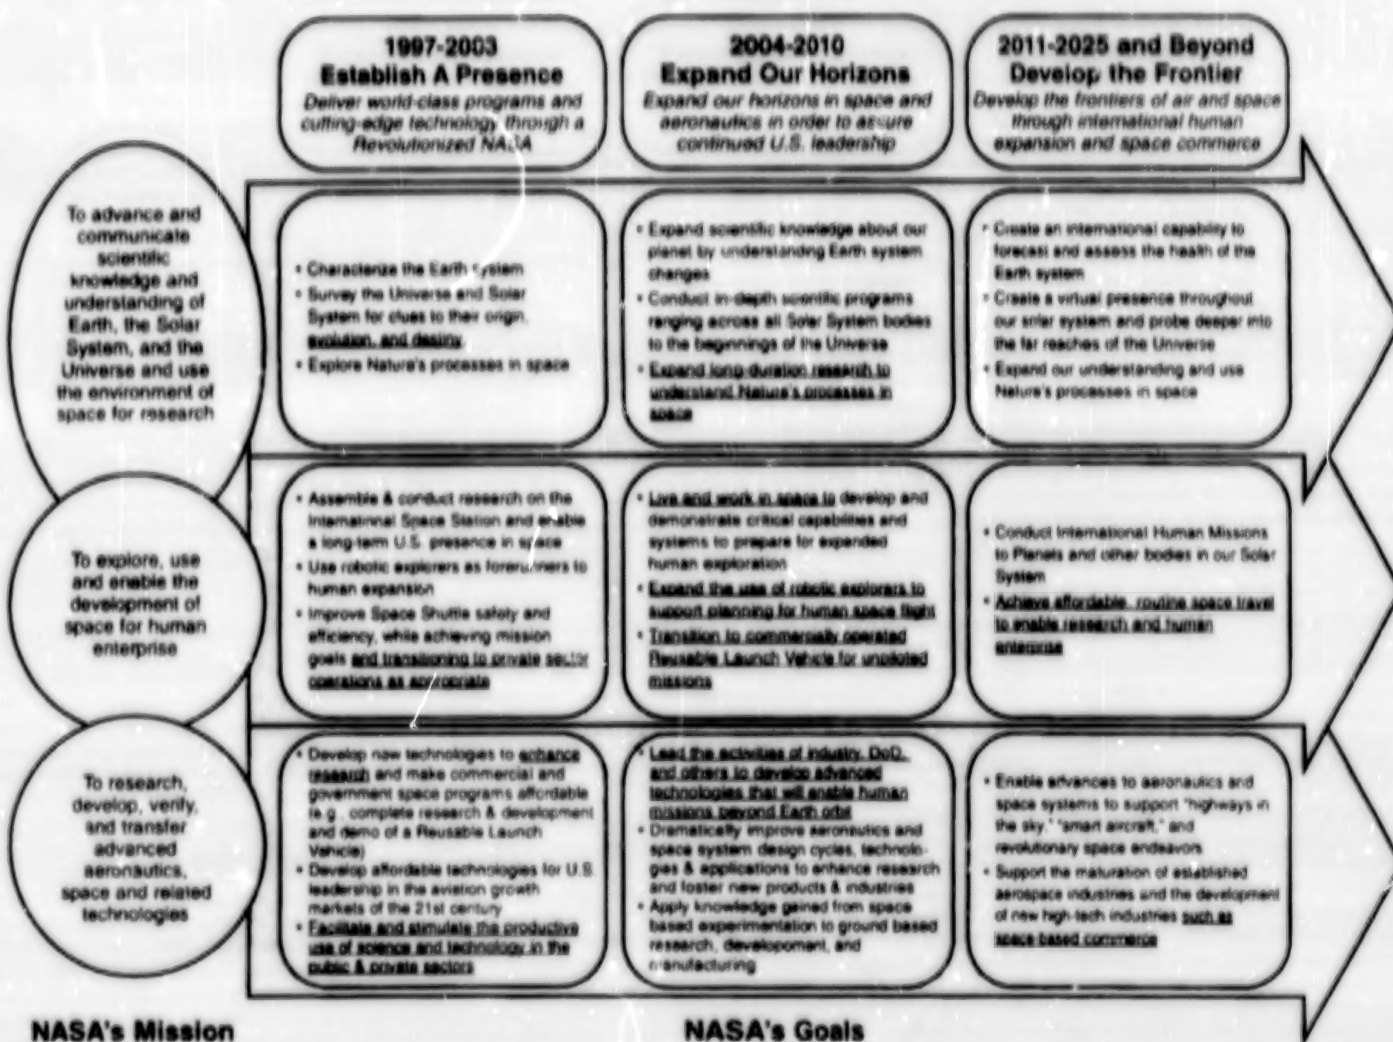 1997-2003
Establish A Presence
Deliver world-class programs and
cutting-edge technology through a
Revolutionized NASA
2004-2010
Expand Our Horizons
Expand our horizons in space and
aeronautics in order to assure
continued U.S. leadership
2011-2025 and Beyond
Develop the Frontier
Develop the frontiers of air and space
through international human
expansion and space commerce
To advance and
communicate
scientific
knowledge and
understanding of
Earth, the Solar
System, and the
Universe and use
the environment of
space for research
• Characterize the Earth system
• Survey the Universe and Solar
System for clues to their origin,
evolution, and destiny
• Explore Nature's processes in space
• Expand scientific knowledge about our
planet by understanding Earth system
changes
• Conduct in-depth scientific programs
ranging across all Solar System bodies
to the beginnings of the Universe
• Expand long-duration research to
understand Nature's processes in
space
• Create an international capability to
forecast and assess the health of the
Earth system
• Create a virtual presence throughout
our solar system and probe deeper into
the far reaches of the Universe
• Expand our understanding and use
Nature's processes in space
To explore, use
and enable the
development of
space for human
enterprise
• Assemble & conduct research on the
International Space Station and enable
a long-term U.S. presence in space
• Use robotic explorers as forerunners to
human expansion
• Improve Space Shuttle safety and
efficiency, while achieving mission
goals and transitioning to private sector
operations as appropriate
• Live and work in space to develop and
demonstrate critical capabilities and
systems to prepare for expanded
human exploration
• Expand the use of robotic explorers to
support planning for human space flight
• Transition to commercially operated
Reusable Launch Vehicle for unpiloted
missions
• Conduct International Human Missions
to Planets and other bodies in our Solar
System
• Achieve affordable, routine space travel
to enable research and human
enterprise
To research,
develop, verify,
and transfer
advanced
aeronautics,
space and related
technologies
• Develop new technologies to enhance
research and make commercial and
government space programs affordable
(e.g., complete research & development
and demo of a Reusable Launch
Vehicle)
• Develop affordable technologies for U.S.
leadership in the aviation growth
markets of the 21st century
• Facilitate and stimulate the productive
use of science and technology in the
public & private sectors
• Lead the activities of industry, DoD,
and others to develop advanced
technologies that will enable human
missions beyond Earth orbit
• Dramatically improve aeronautics and
space system design cycles, technolo-
gies & applications to enhance research
and foster new products & industries
• Apply knowledge gained from space
based experimentation to ground based
research, developoment, and
manufacturing
• Enable advances to aeronautics and
space systems to support "highways in
the sky," "smart aircraft," and
revolutionary space endeavors
• Support the maturation of established
aerospace industries and the development
of new high-tech industries such as
space based commerce
NASA's Mission
NASA's Goals